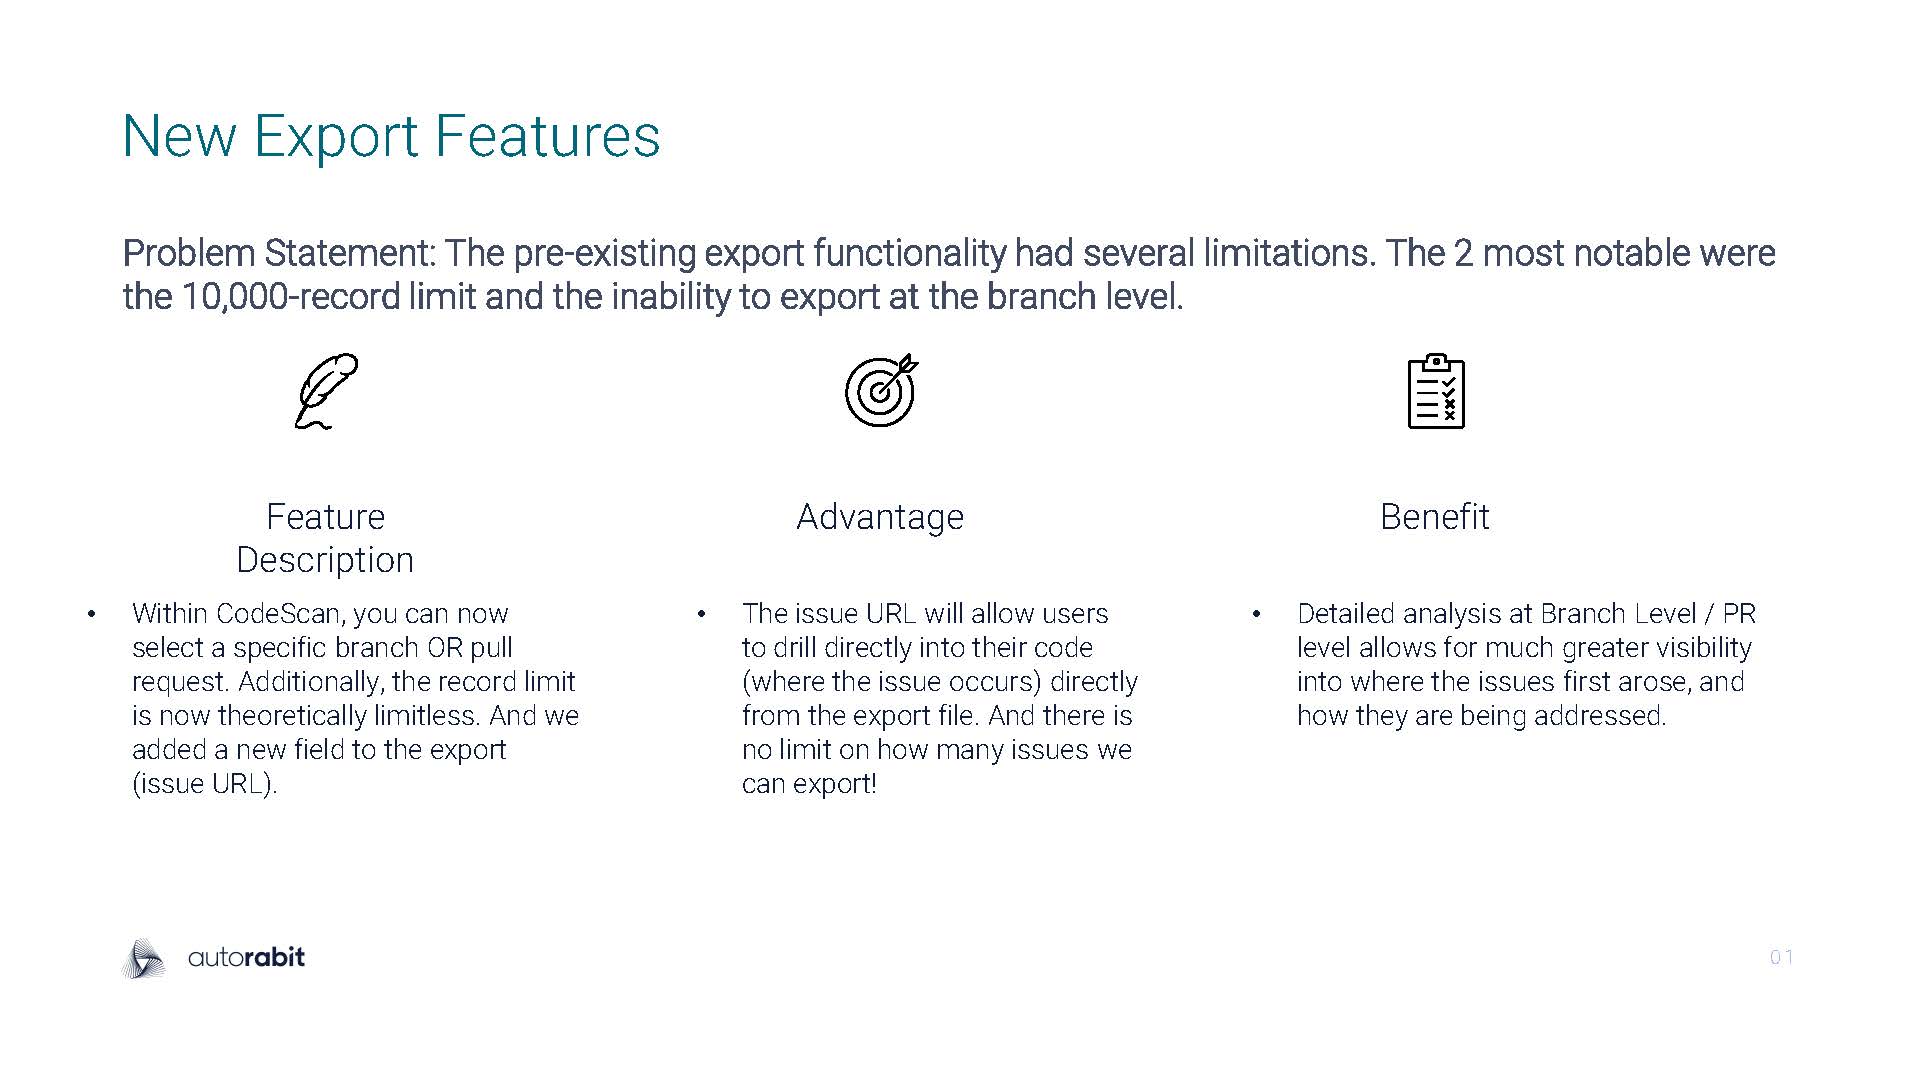 New Export Features
Problem Statement: The pre-existing export functionality had several limitations. The 2 most notable were
the 10,000-record limit and the inability to export at the branch level.
Feature
Description
• Within CodeScan, you can now
select a specific branch OR pull
request. Additionally, the record limit
is now theoretically limitless. And we
added a new field to the export
(issue URL).
Advantage
• The issue URL will allow users
to drill directly into their code
(where the issue occurs) directly
from the export file. And there is
no limit on how many issues we
can export!
Benefit
• Detailed analysis at Branch Level / PR
level allows for much greater visibility
into where the issues first arose, and
how they are being addressed.
autorabit
01